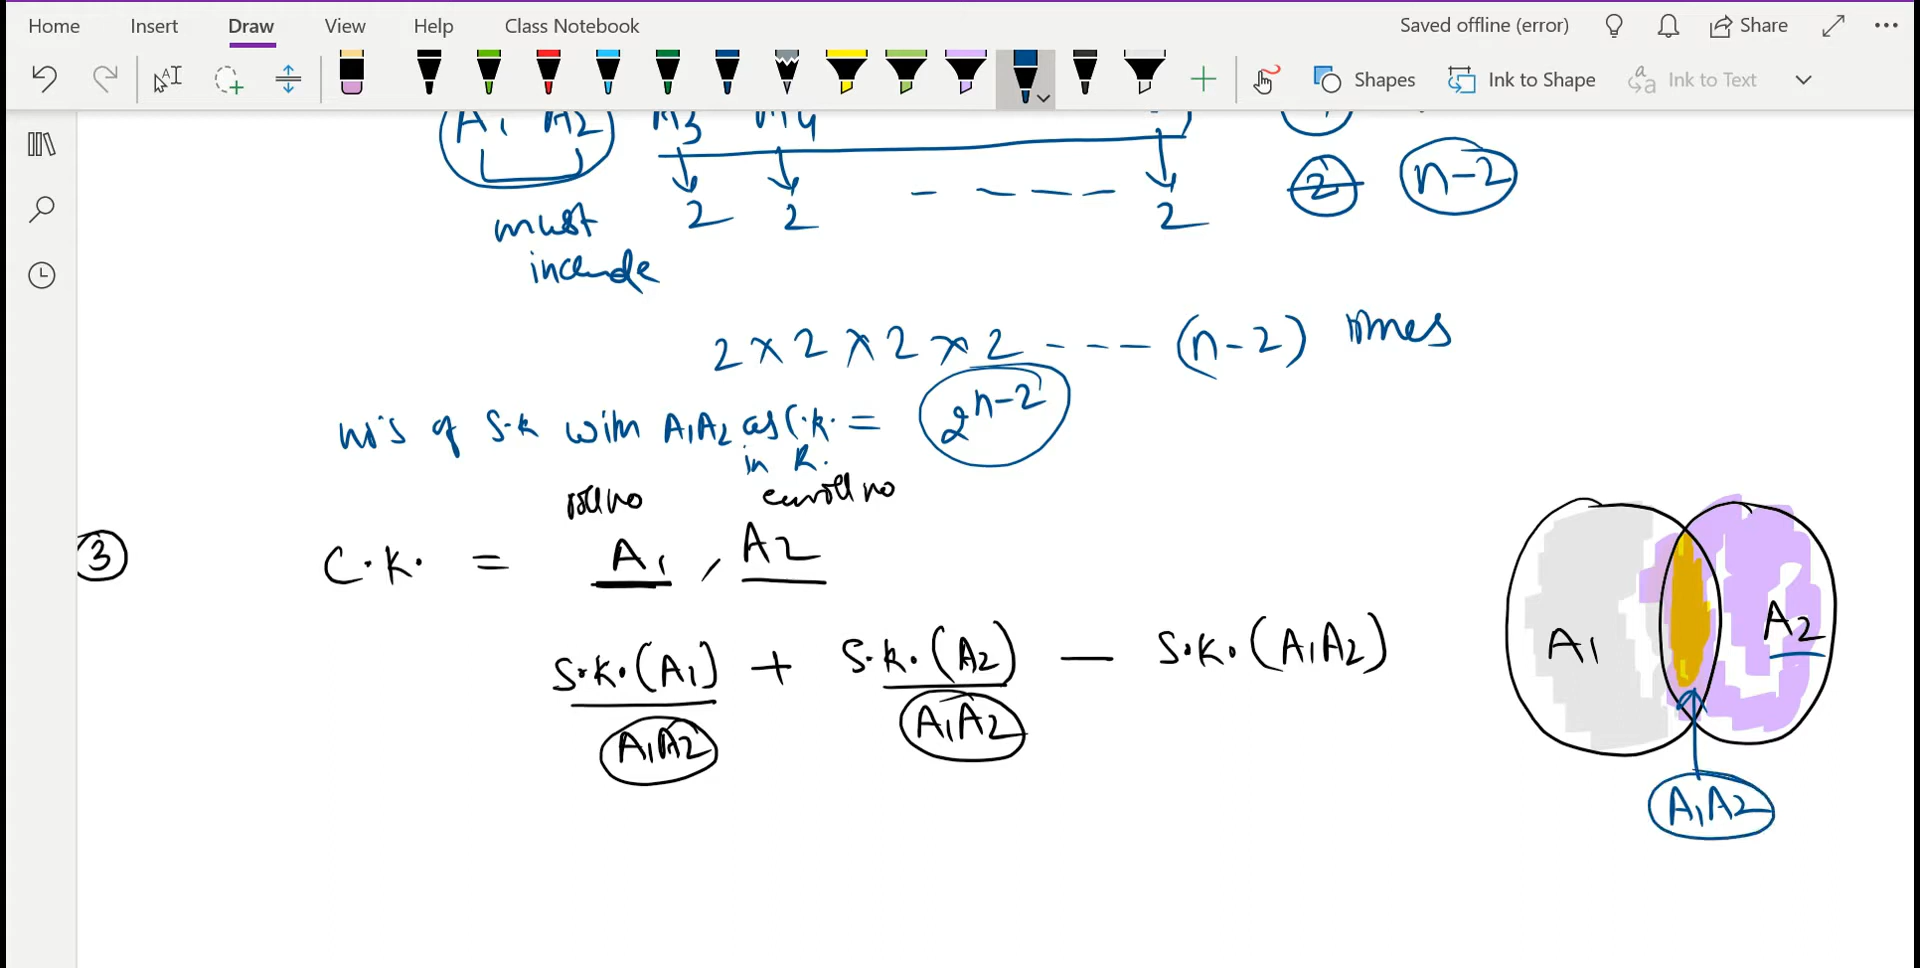 Home Insert Draw View Help Class Notebook Saved offline (error) Share
Shapes Ink to Shape Ink to Text
A1 A2 A3 A4
2 n-2
2 2 - - - - - 2
must
include
2 × 2 × 2 × 2 - - - (n-2) times
no's of S.K with A1A2 as C.K. = 2^n-2
in R.
roll no enroll no
3 C.K. = A1 , A2
S.K.(A1) + S.K.(A2) — S.K.(A1A2)
A1A2 A1A2
A1 A2
A1A2